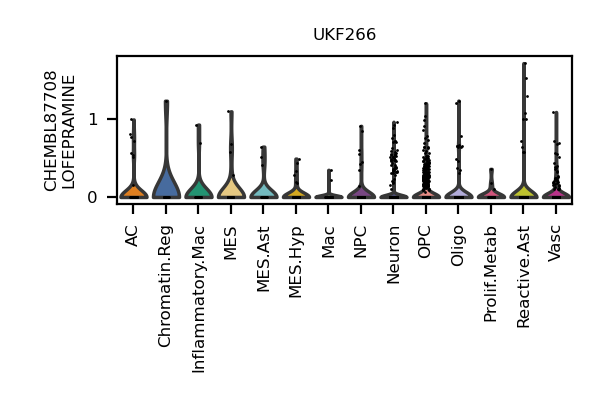 UKF266
CHEMBL87708
LOFEPRAMINE
1
0
AC
Chromatin.Reg
Inflammatory.Mac
MES
MES.Ast
MES.Hyp
Mac
NPC
Neuron
OPC
Oligo
Prolif.Metab
Reactive.Ast
Vasc